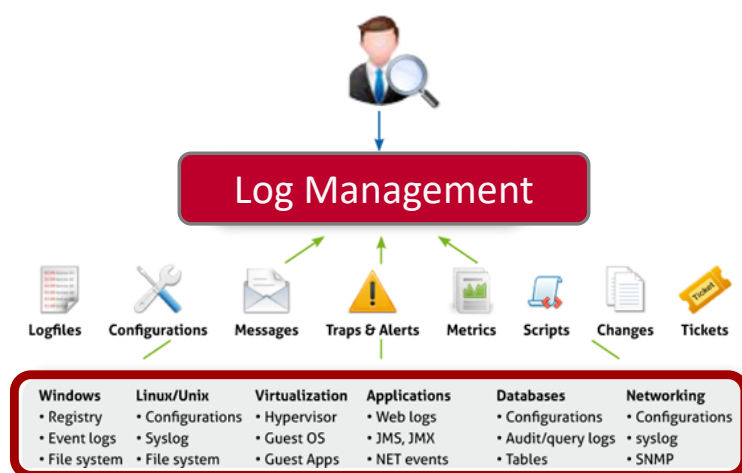 Log Management
Logfiles Configurations Messages Traps & Alerts Metrics Scripts Changes Tickets
Ticket
Windows
• Registry
• Event logs
• File system
Linux/Unix
• Configurations
• Syslog
• File system
Virtualization
• Hypervisor
• Guest OS
• Guest Apps
Applications
• Web logs
• JMS, JMX
• NET events
Databases
• Configurations
• Audit/query logs
• Tables
Networking
• Configurations
• syslog
• SNMP